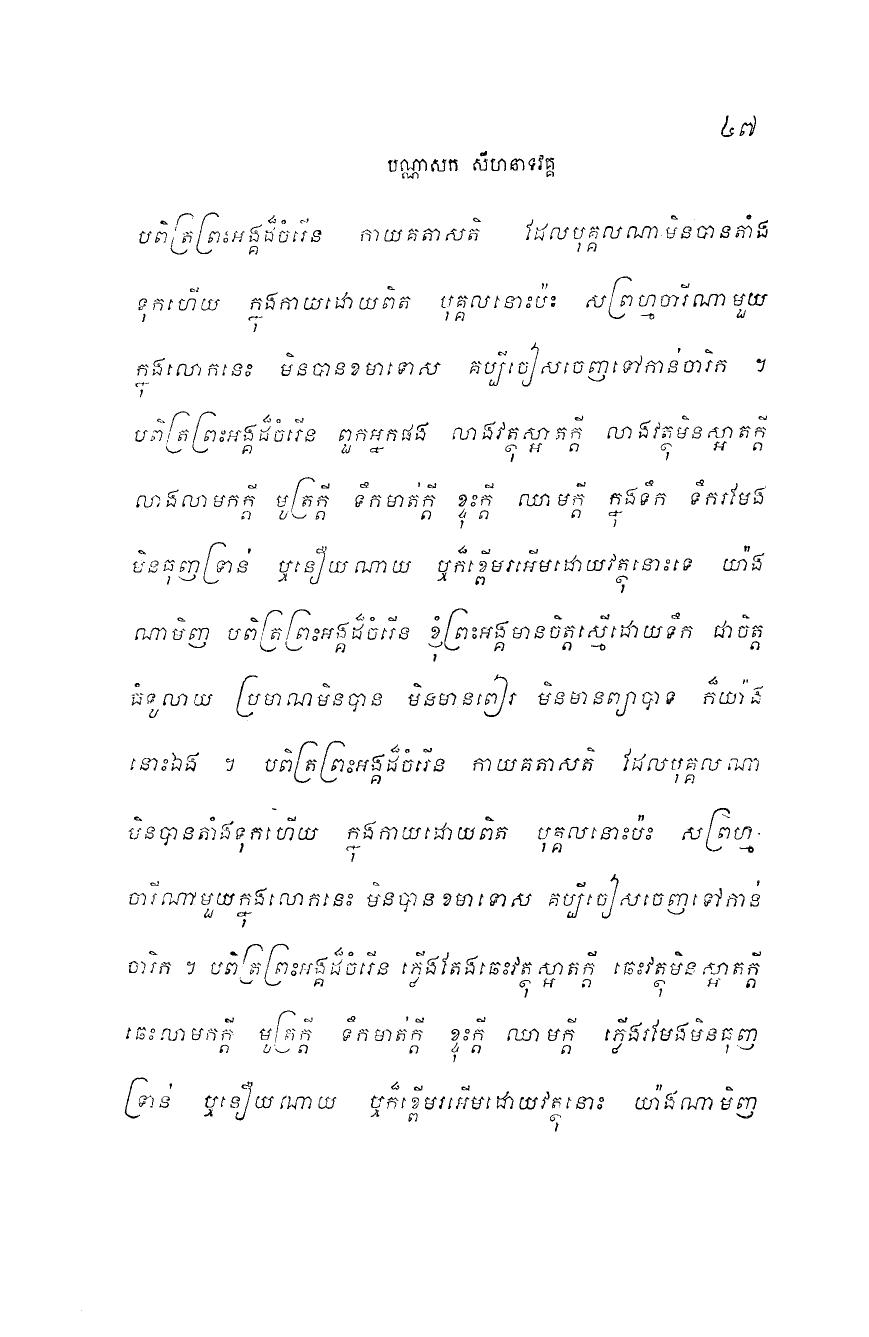 ៤៧
បណ្ណាសក សីហនាទវគ្គ
បពិត្រព្រះអង្គដ៏ចំរើន កាយគតាសតិ ដែលបុគ្គលណាមិនបានតាំង
ទុកហើយ ក្នុងកាយដោយពិត បុគ្គលនោះប៉ះ សព្រហ្មចារីណាមួយ
ក្នុងលោកនេះ មិនបានខមាទោស គប្បីចៀសចេញទៅកាន់ចារិក ។
បពិត្រព្រះអង្គដ៏ចំរើន ពួកអ្នកផង លាងវត្ថុស្អាតក្តី លាងវត្ថុមិនស្អាតក្តី
លាងលាមកក្តី មូត្រក្តី ទឹកមាត់ក្តី ខ្ទុះក្តី ឈាមក្តី ក្នុងទឹក ទឹករមែង
មិនធុញទ្រាន់ ឬនឿយណាយ ឬក៏ខ្ពើមរអើមដោយវត្ថុនោះទេ យ៉ាង
ណាមិញ បពិត្រព្រះអង្គដ៏ចំរើន ខ្ញុំព្រះអង្គមានចិត្តស្មើដោយទឹក ជាចិត្ត
ធំទូលាយ ប្រមាណមិនបាន មិនមានពៀរ មិនមានព្យាបាទ ក៏យ៉ាង
នោះឯង ។ បពិត្រព្រះអង្គដ៏ចំរើន កាយគតាសតិ ដែលបុគ្គលណា
មិនបានតាំងទុកហើយ ក្នុងកាយដោយពិត បុគ្គលនោះប៉ះ សព្រហ្ម-
ចារីណាមួយក្នុងលោកនេះ មិនបានខមាទោស គប្បីចៀសចេញទៅកាន់
ចារិក ។ បពិត្រព្រះអង្គដ៏ចំរើន ភ្លើងតែងឆេះវត្ថុស្អាតក្តី ឆេះវត្ថុមិនស្អាតក្តី
ឆេះលាមកក្តី មូត្រក្តី ទឹកមាត់ក្តី ខ្ទុះក្តី ឈាមក្តី ភ្លើងរមែងមិនធុញ
ទ្រាន់ ឬនឿយណាយ ឬក៏ខ្ពើមរអើមដោយវត្ថុនោះ យ៉ាងណាមិញ